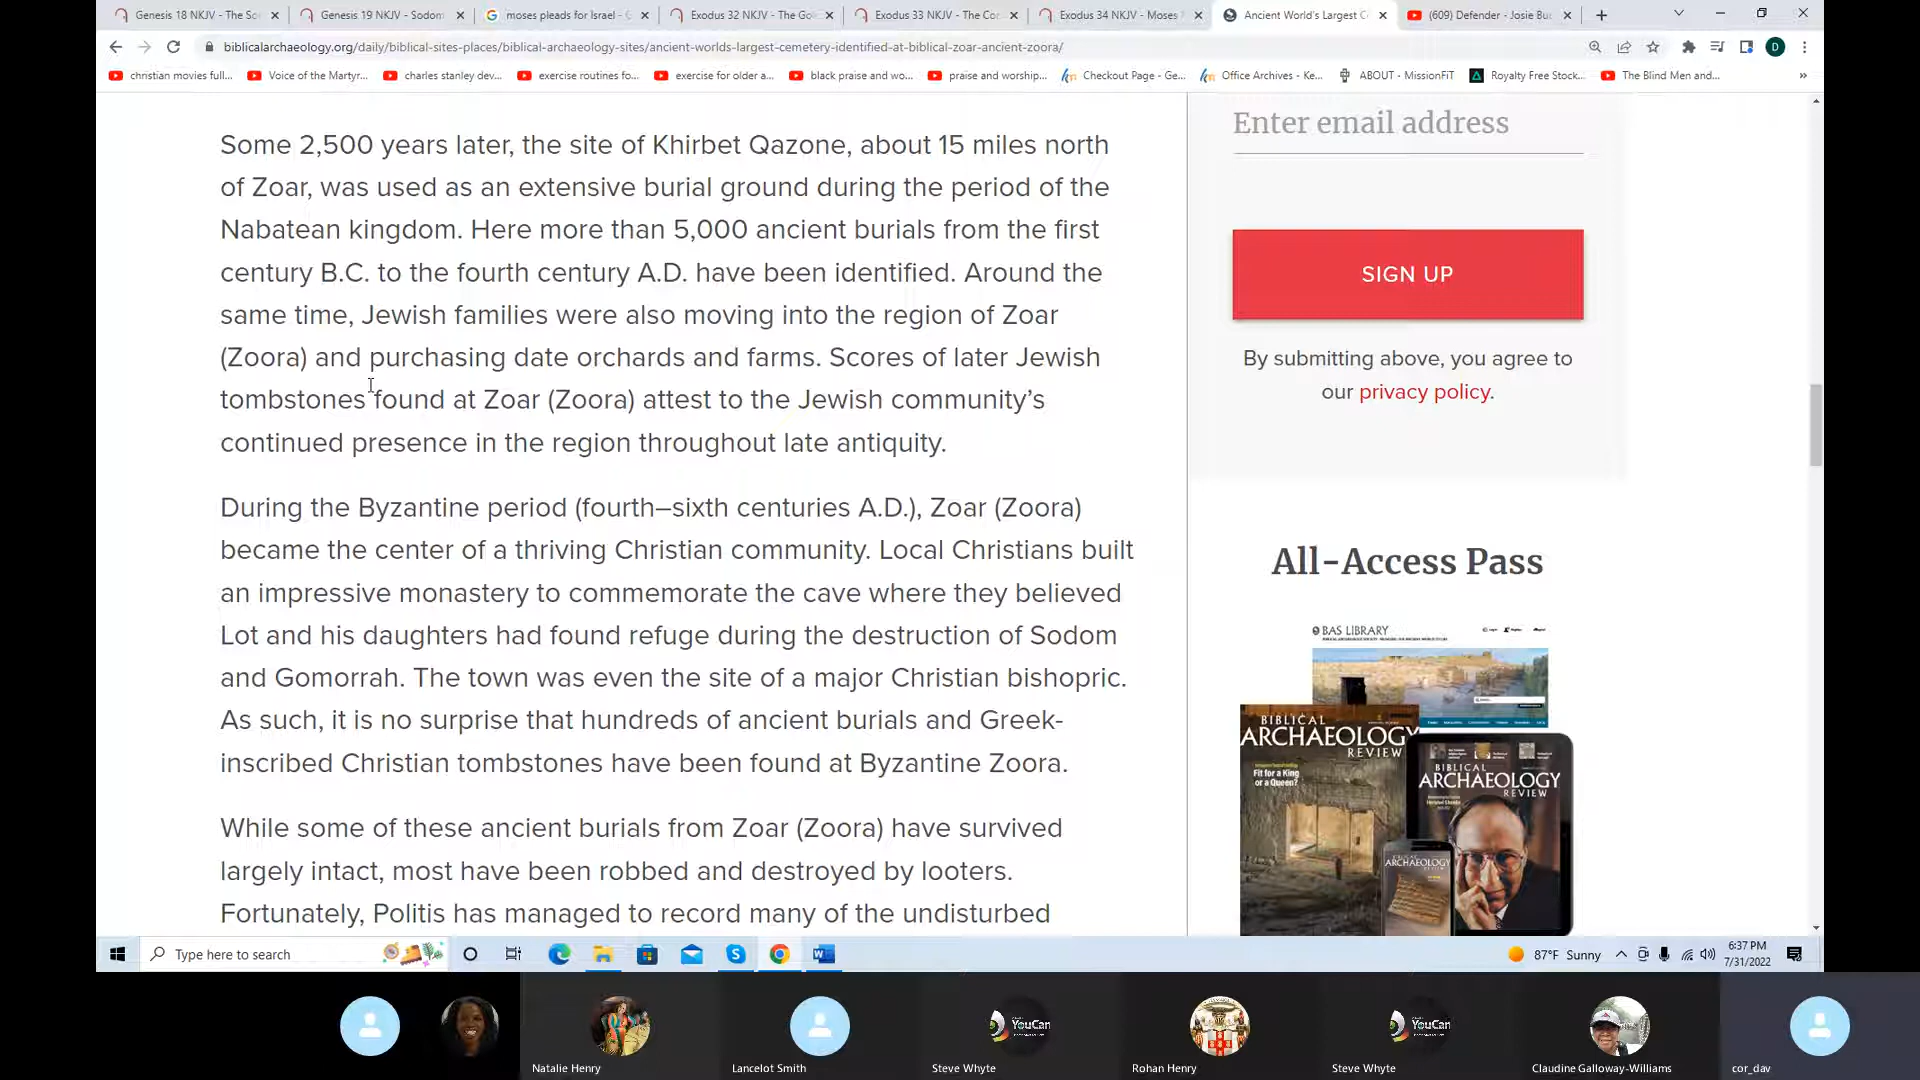 Genesis 18 NKJV - The So
Genesis 19 NKJV - Sodom
moses pleads for Israel - G
Exodus 32 NKJV - The Gol
Exodus 33 NKJV - The Co
Exodus 34 NKJV - Moses
Ancient World's Largest C
(609) Defender - Josie Bu
biblicalarchaeology.org/daily/biblical-sites-places/biblical-archaeology-sites/ancient-worlds-largest-cemetery-identified-at-biblical-zoar-ancient-zoora/
D
christian movies full...
Voice of the Martyr...
charles stanley dev...
exercise routines fo...
exercise for older a...
black praise and wo...
praise and worship...
Checkout Page - Ge...
Office Archives - Ke...
ABOUT - MissionFiT
Royalty Free Stock...
The Blind Men and...
Some 2,500 years later, the site of Khirbet Qazone, about 15 miles north
of Zoar, was used as an extensive burial ground during the period of the
Nabatean kingdom. Here more than 5,000 ancient burials from the first
century B.C. to the fourth century A.D. have been identified. Around the
same time, Jewish families were also moving into the region of Zoar
(Zoora) and purchasing date orchards and farms. Scores of later Jewish
tombstones found at Zoar (Zoora) attest to the Jewish community’s
continued presence in the region throughout late antiquity.
During the Byzantine period (fourth–sixth centuries A.D.), Zoar (Zoora)
became the center of a thriving Christian community. Local Christians built
an impressive monastery to commemorate the cave where they believed
Lot and his daughters had found refuge during the destruction of Sodom
and Gomorrah. The town was even the site of a major Christian bishopric.
As such, it is no surprise that hundreds of ancient burials and Greek-
inscribed Christian tombstones have been found at Byzantine Zoora.
While some of these ancient burials from Zoar (Zoora) have survived
largely intact, most have been robbed and destroyed by looters.
Fortunately, Politis has managed to record many of the undisturbed
Enter email address
SIGN UP
By submitting above, you agree to
our privacy policy.
All-Access Pass
BAS LIBRARY
BIBLICAL
ARCHAEOLOGY
REVIEW
Fit for a King
or a Queen?
BIBLICAL
ARCHAEOLOGY
REVIEW
ARCHAEOLOGY
Type here to search
87°F Sunny
6:37 PM
7/31/2022
YouCan
YouCan
Natalie Henry
Lancelot Smith
Steve Whyte
Rohan Henry
Steve Whyte
Claudine Galloway-Williams
cor_dav